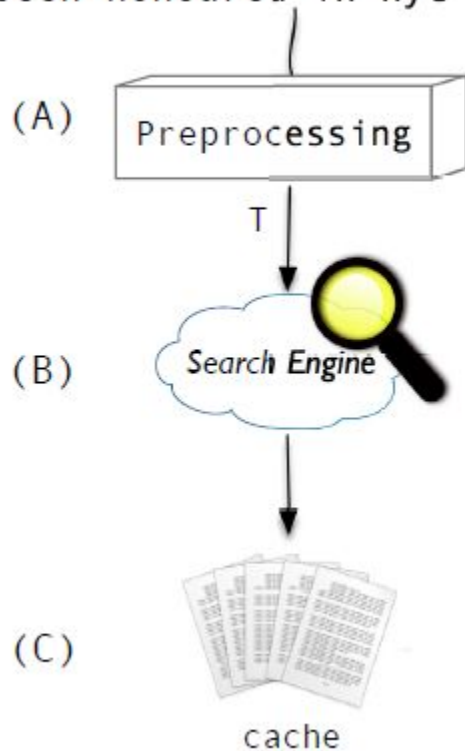 (A) Preprocessing
T
(B) Search Engine
(C)
cache